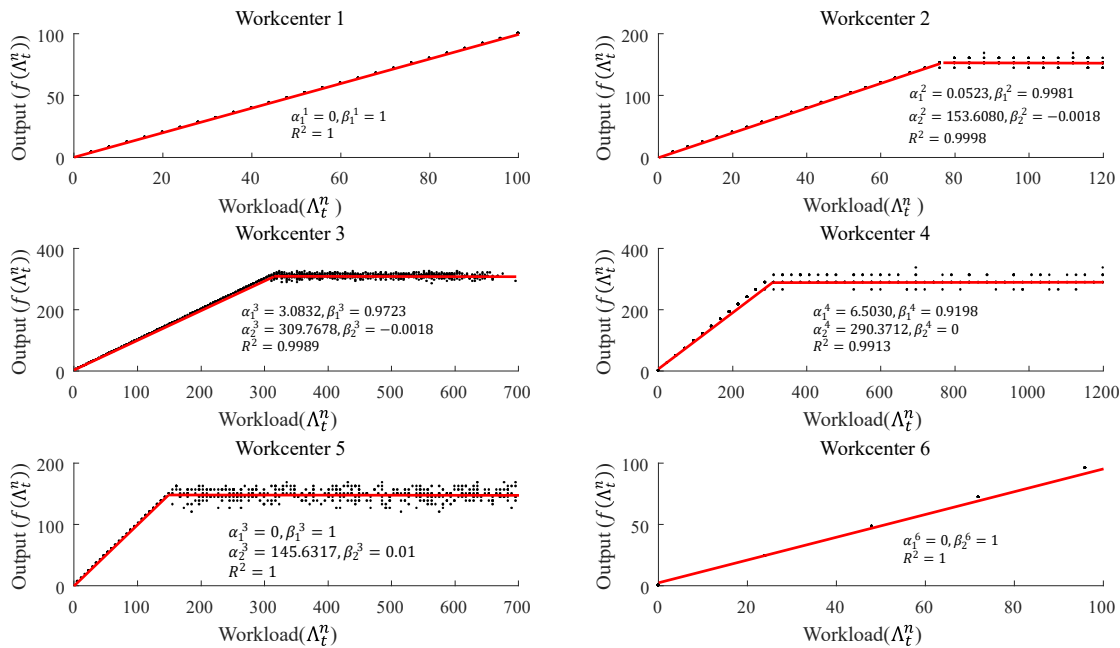 Workcenter 1
Output (f(Λₜⁿ))
100
50
0
α₁¹ = 0, β₁¹ = 1
R² = 1
0 20 40 60 80 100
Workload(Λₜⁿ)
Workcenter 2
Output (f(Λₜⁿ))
200
100
0
α₁² = 0.0523, β₁² = 0.9981
α₂² = 153.6080, β₂² = −0.0018
R² = 0.9998
0 20 40 60 80 100 120
Workload(Λₜⁿ)
Workcenter 3
Output (f(Λₜⁿ))
400
200
0
α₁³ = 3.0832, β₁³ = 0.9723
α₂³ = 309.7678, β₂³ = −0.0018
R² = 0.9989
0 100 200 300 400 500 600 700
Workload(Λₜⁿ)
Workcenter 4
Output (f(Λₜⁿ))
400
200
0
α₁⁴ = 6.5030, β₁⁴ = 0.9198
α₂⁴ = 290.3712, β₂⁴ = 0
R² = 0.9913
0 200 400 600 800 1000 1200
Workload(Λₜⁿ)
Workcenter 5
Output (f(Λₜⁿ))
200
100
0
α₁³ = 0, β₁³ = 1
α₂³ = 145.6317, β₂³ = 0.01
R² = 1
0 100 200 300 400 500 600 700
Workload(Λₜⁿ)
Workcenter 6
Output (f(Λₜⁿ))
100
50
0
α₁⁶ = 0, β₂⁶ = 1
R² = 1
0 20 40 60 80 100
Workload(Λₜⁿ)